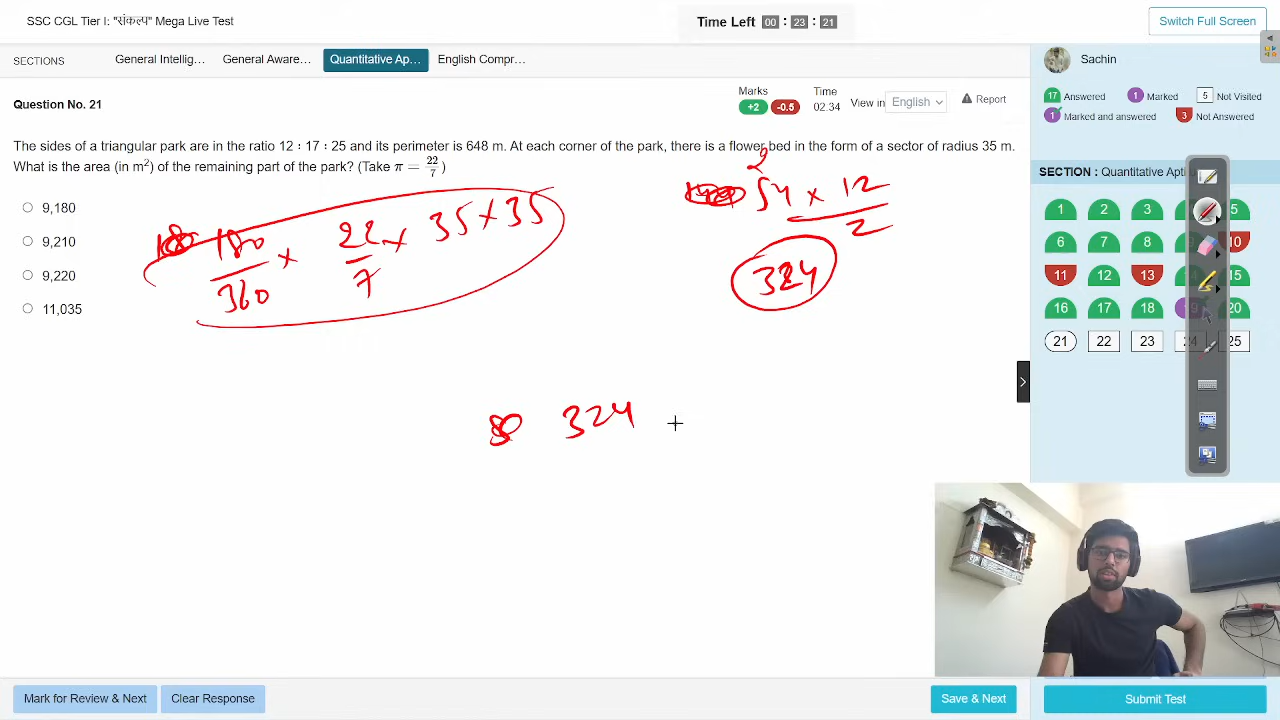 SSC CGL Tier I: "संकल्प" Mega Live Test
Time Left 00 : 23 : 21
Switch Full Screen
SECTIONS
General Intellig...
General Aware...
Quantitative Ap...
English Compr...
Sachin
Question No. 21
Marks
+2 -0.5
Time
02.34
View in English
Report
17 Answered
1 Marked
5 Not Visited
1 Marked and answered
3 Not Answered
The sides of a triangular park are in the ratio 12 : 17 : 25 and its perimeter is 648 m. At each corner of the park, there is a flower bed in the form of a sector of radius 35 m.
What is the area (in m²) of the remaining part of the park? (Take π = 22/7)
9,180
9,210
9,220
11,035
180/360 × 22/7 × 35 × 35
9
54 × 12
2
324
324
SECTION : Quantitative Apti
1 2 3 5
6 7 8 10
11 12 13 15
16 17 18 19 20
21 22 23 24 25
Mark for Review & Next
Clear Response
Save & Next
Submit Test